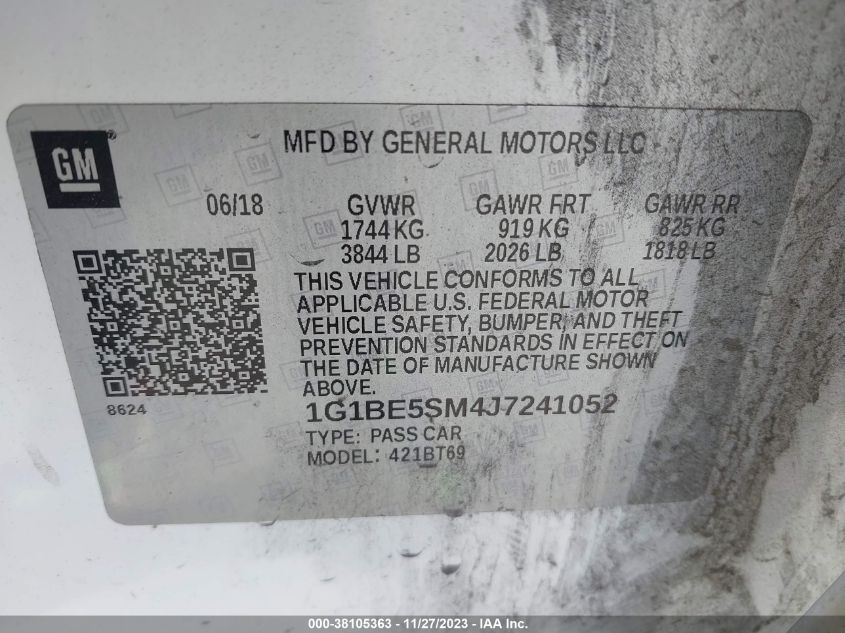 GM
MFD BY GENERAL MOTORS LLC
06/18 GVWR GAWR FRT GAWR RR
1744 KG 919 KG 825 KG
3844 LB 2026 LB 1818 LB
THIS VEHICLE CONFORMS TO ALL
APPLICABLE U.S. FEDERAL MOTOR
VEHICLE SAFETY, BUMPER, AND THEFT
PREVENTION STANDARDS IN EFFECT ON
THE DATE OF MANUFACTURE SHOWN
ABOVE.
8624
1G1BE5SM4J7241052
TYPE: PASS CAR
MODEL: 421BT69
000-38105363 - 11/27/2023 - IAA Inc.